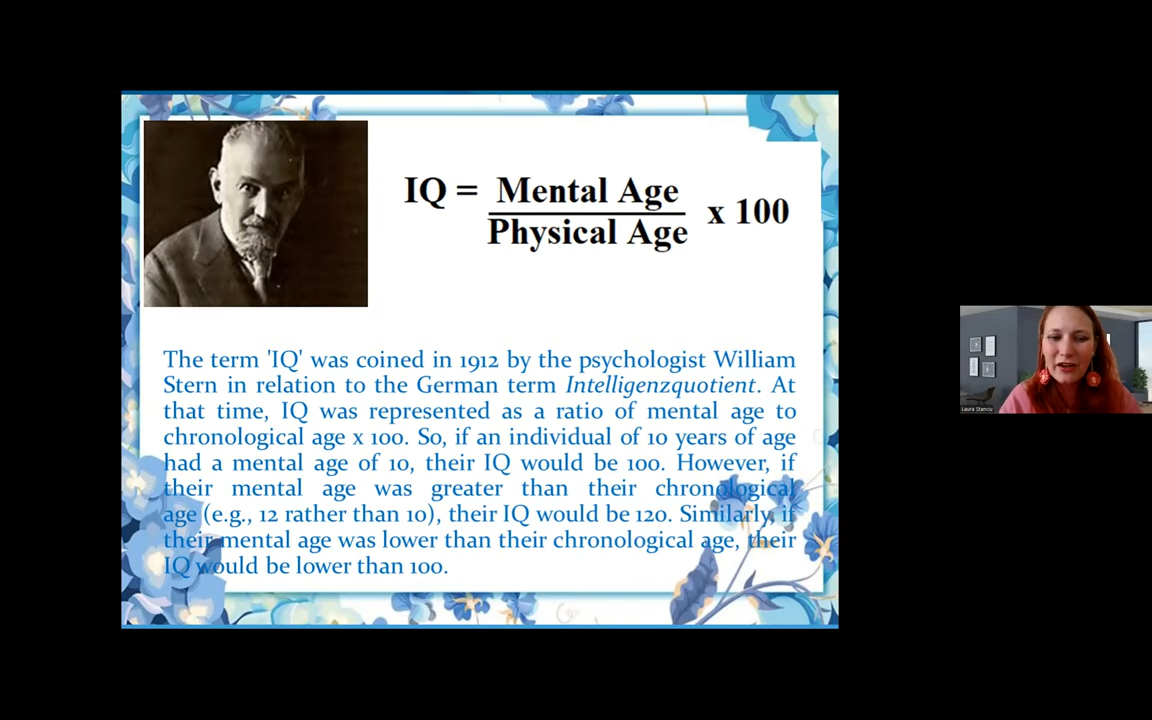 IQ = Mental Age
Physical Age
x 100
The term 'IQ' was coined in 1912 by the psychologist William
Stern in relation to the German term Intelligenzquotient. At
that time, IQ was represented as a ratio of mental age to
chronological age x 100. So, if an individual of 10 years of age
had a mental age of 10, their IQ would be 100. However, if
their mental age was greater than their chronological
age (e.g., 12 rather than 10), their IQ would be 120. Similarly, if
their mental age was lower than their chronological age, their
IQ would be lower than 100.
Laura Stanciu